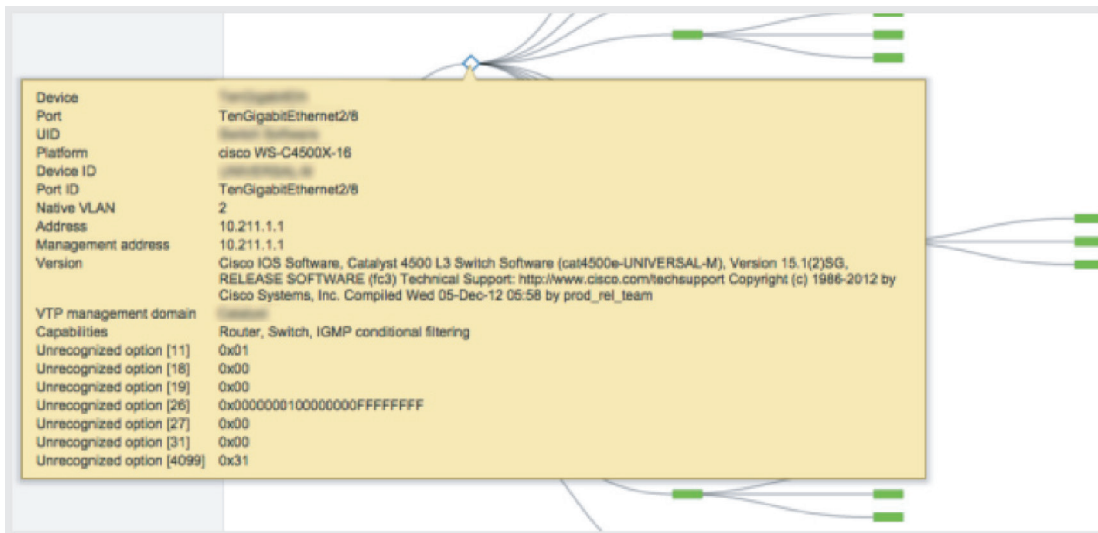 Device
Port TenGigabitEthernet2/8
UID
Platform cisco WS-C4500X-16
Device ID
Port ID TenGigabitEthernet2/8
Native VLAN 2
Address 10.211.1.1
Management address 10.211.1.1
Version Cisco IOS Software, Catalyst 4500 L3 Switch Software (cat4500e-UNIVERSAL-M), Version 15.1(2)SG,
RELEASE SOFTWARE (fc3) Technical Support: http://www.cisco.com/techsupport Copyright (c) 1986-2012 by
Cisco Systems, Inc. Compiled Wed 05-Dec-12 05:58 by prod_rel_team
VTP management domain
Capabilities Router, Switch, IGMP conditional filtering
Unrecognized option [11] 0x01
Unrecognized option [18] 0x00
Unrecognized option [19] 0x00
Unrecognized option [26] 0x0000000100000000FFFFFFFF
Unrecognized option [27] 0x00
Unrecognized option [31] 0x00
Unrecognized option [4099] 0x31